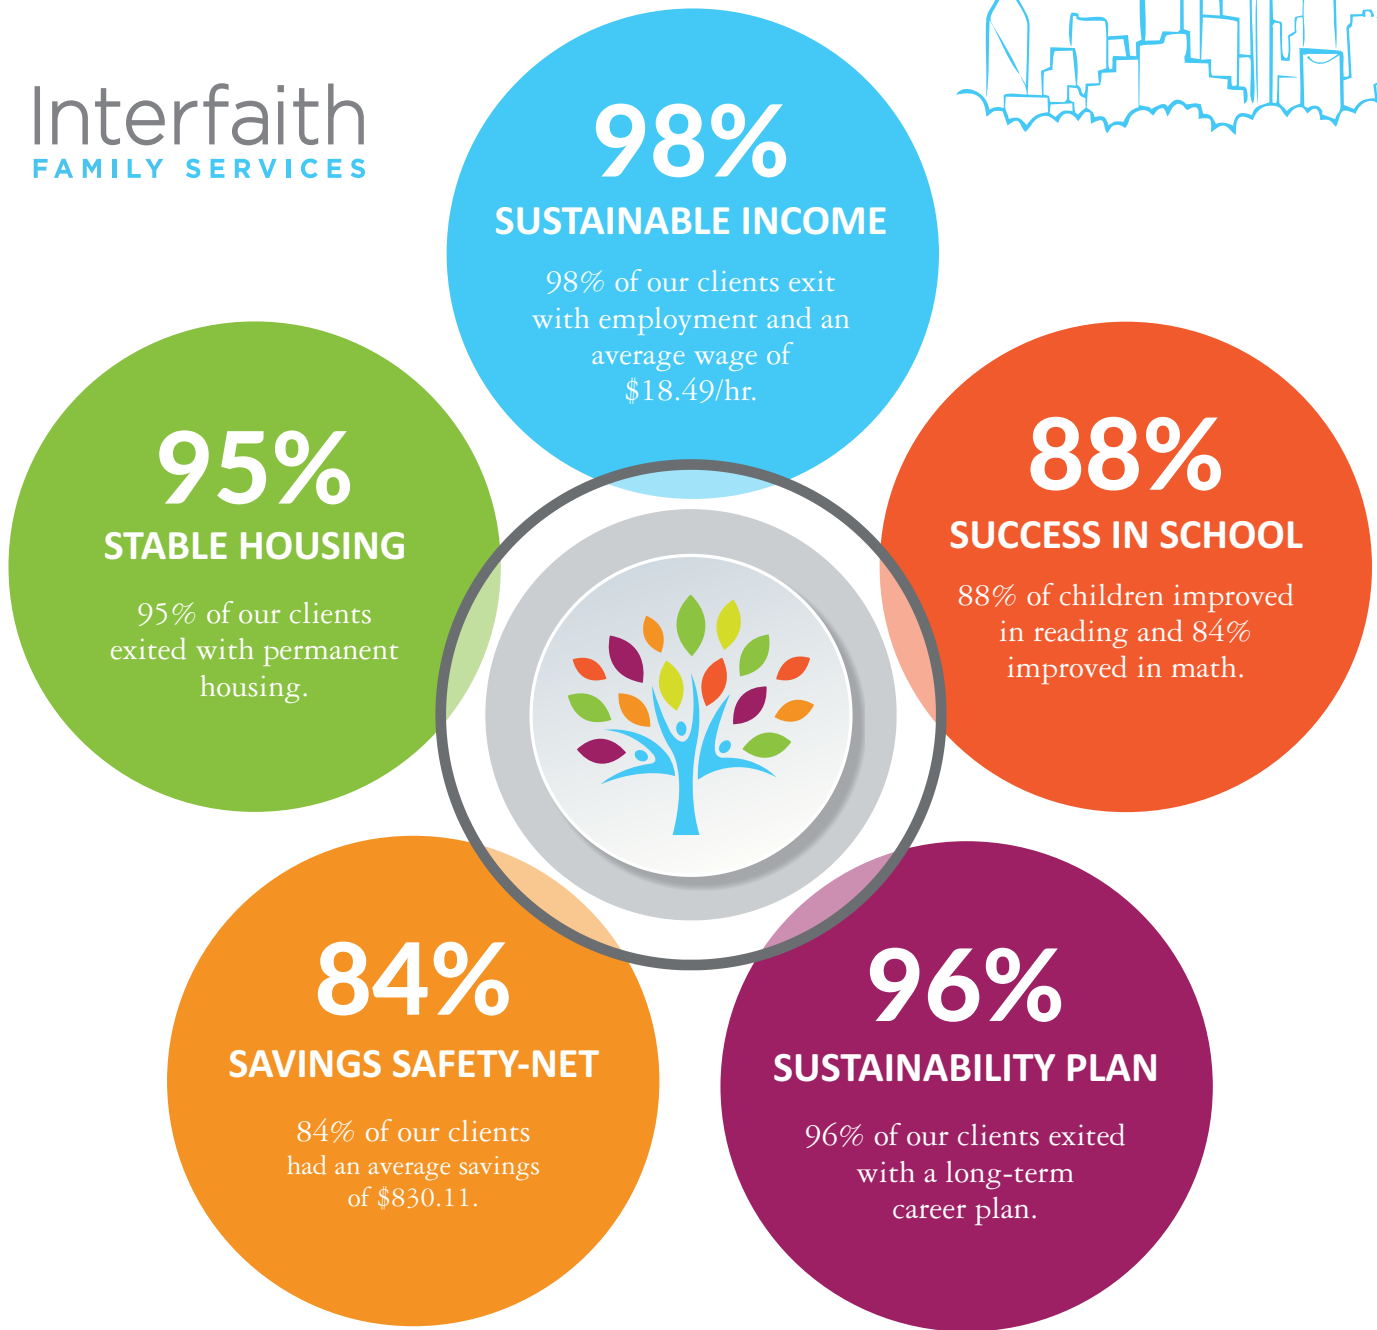 Interfaith
FAMILY SERVICES
98%
SUSTAINABLE INCOME
98% of our clients exit
with employment and an
average wage of
$18.49/hr.
95%
STABLE HOUSING
95% of our clients
exited with permanent
housing.
88%
SUCCESS IN SCHOOL
88% of children improved
in reading and 84%
improved in math.
84%
SAVINGS SAFETY-NET
84% of our clients
had an average savings
of $830.11.
96%
SUSTAINABILITY PLAN
96% of our clients exited
with a long-term
career plan.